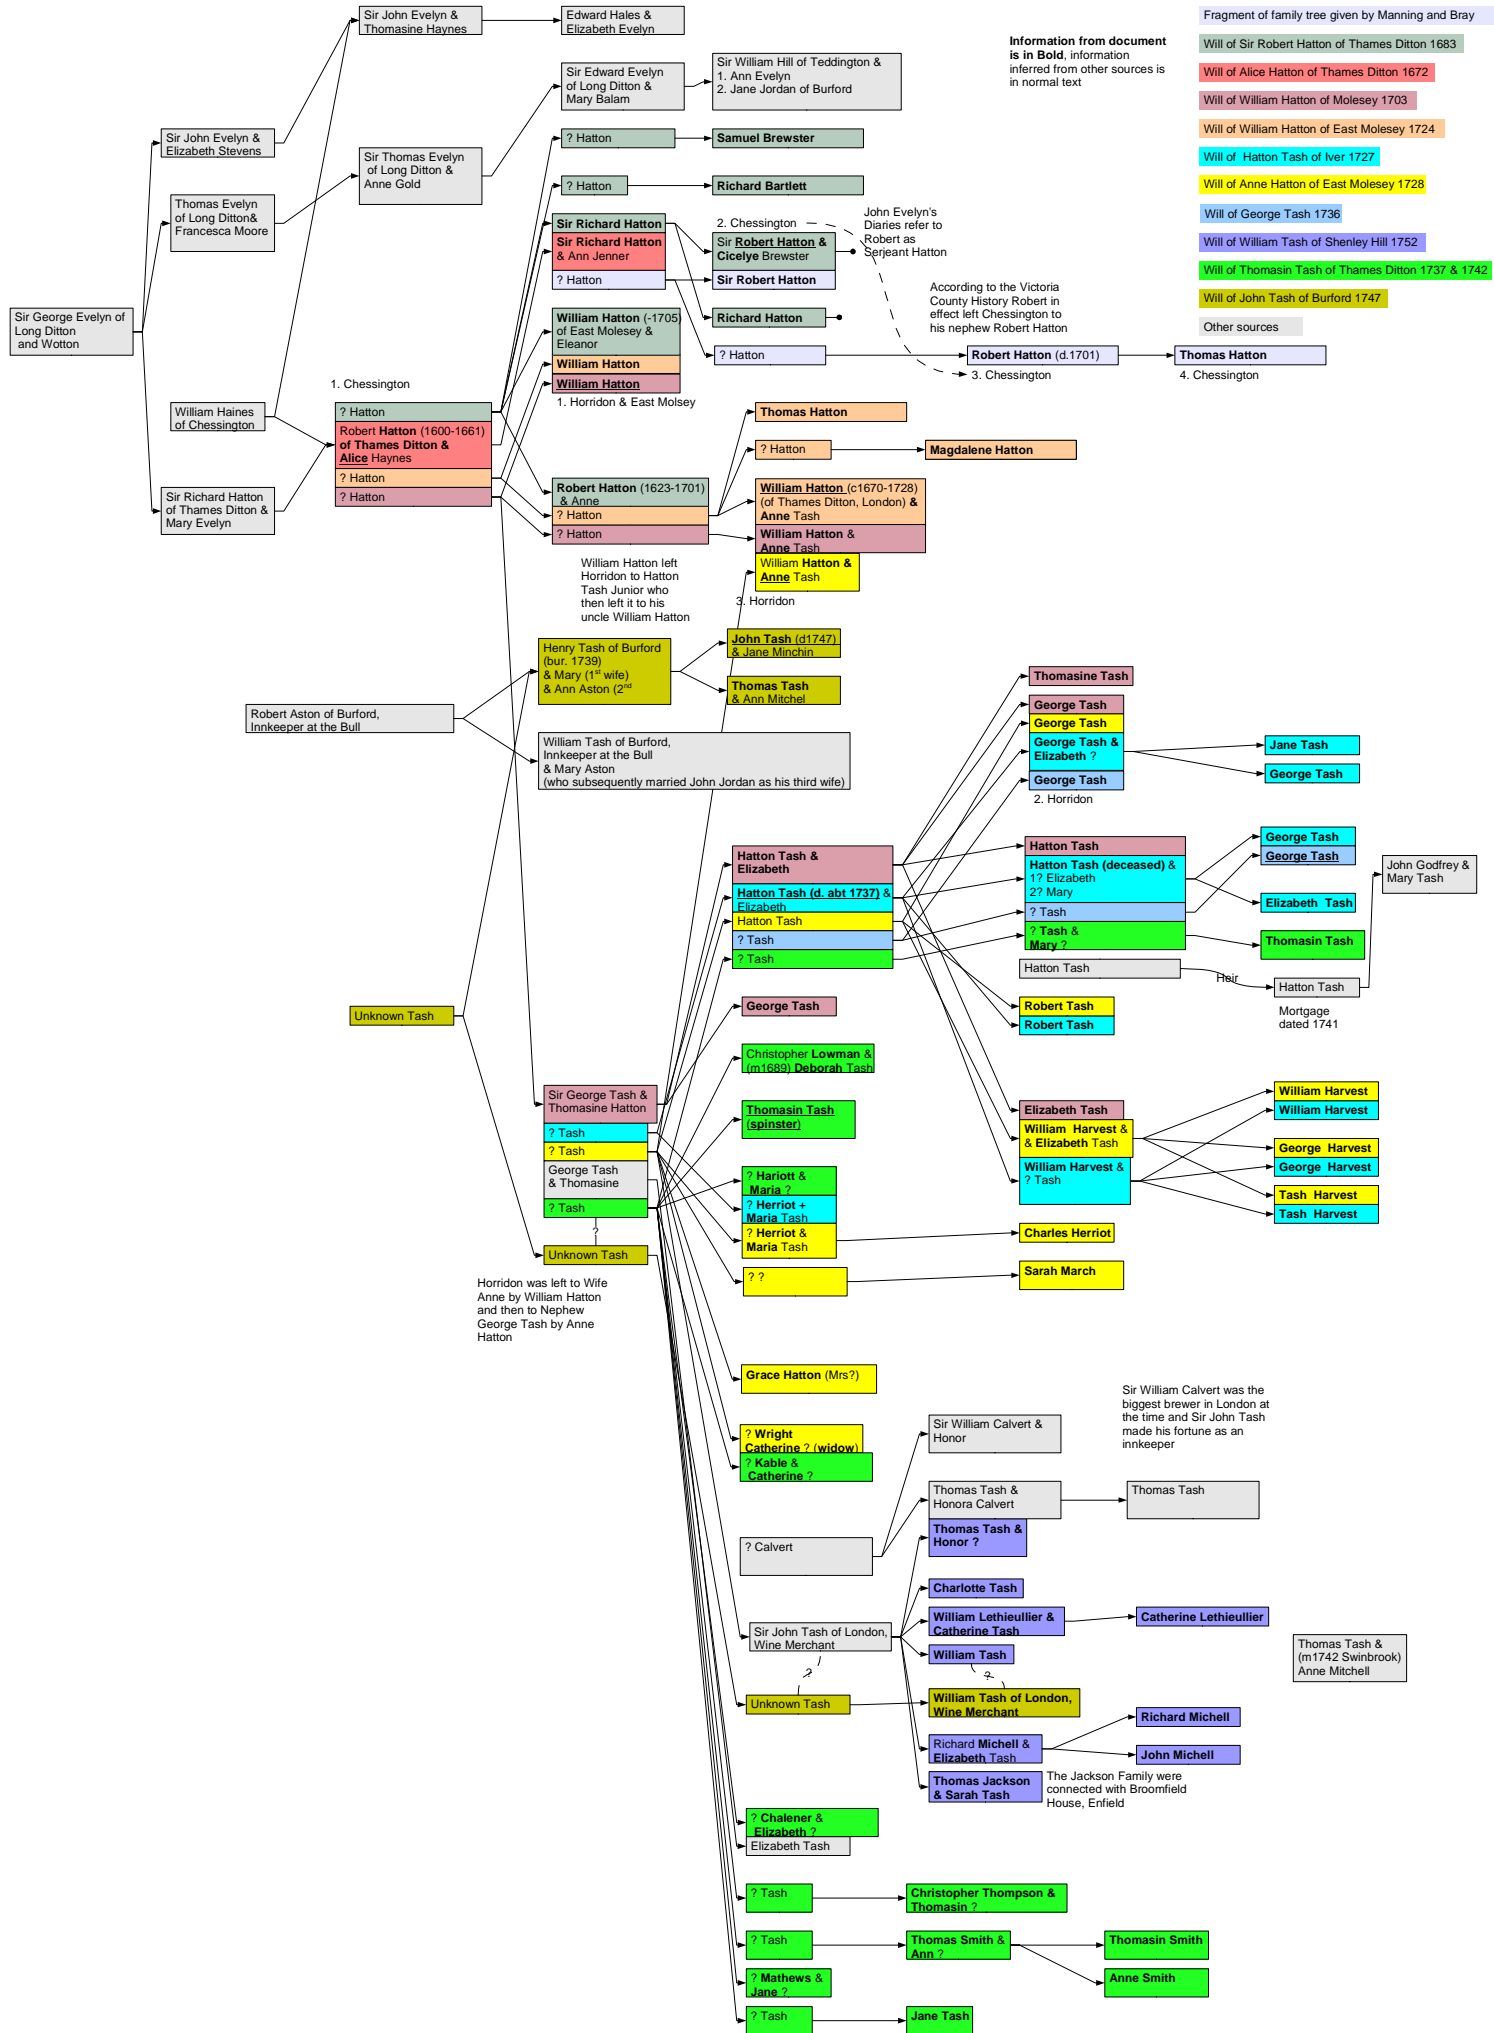 Sir John Evelyn &
Thomasine Haynes
Edward Hales &
Elizabeth Evelyn
Fragment of family tree given by Manning and Bray
Information from document
is in Bold, information
inferred from other sources is
in normal text
Will of Sir Robert Hatton of Thames Ditton 1683
Will of Alice Hatton of Thames Ditton 1672
Will of William Hatton of Molesey 1703
Will of William Hatton of East Molesey 1724
Will of  Hatton Tash of Iver 1727
Will of Anne Hatton of East Molesey 1728
Will of George Tash 1736
Will of William Tash of Shenley Hill 1752
Will of Thomasin Tash of Thames Ditton 1737 & 1742
Will of John Tash of Burford 1747
Other sources
Sir Edward Evelyn
of Long Ditton &
Mary Balam
Sir William Hill of Teddington &
1. Ann Evelyn
2. Jane Jordan of Burford
Sir John Evelyn &
Elizabeth Stevens
Sir Thomas Evelyn
of Long Ditton &
Anne Gold
Thomas Evelyn
of Long Ditton&
Francesca Moore
? Hatton
Samuel Brewster
? Hatton
Richard Bartlett
Sir Richard Hatton
Sir Richard Hatton
& Ann Jenner
? Hatton
2. Chessington
Sir Robert Hatton &
Cicelye Brewster
Sir Robert Hatton
John Evelyn's
Diaries refer to
Robert as
Serjeant Hatton
According to the Victoria
County History Robert in
effect left Chessington to
his nephew Robert Hatton
Sir George Evelyn of
Long Ditton
and Wotton
William Hatton (-1705)
of East Molesey &
Eleanor
William Hatton
William Hatton
1. Horridon & East Molsey
Richard Hatton
? Hatton
Robert Hatton (d.1701)
3. Chessington
Thomas Hatton
4. Chessington
1. Chessington
William Haines
of Chessington
? Hatton
Robert Hatton (1600-1661)
of Thames Ditton &
Alice Haynes
? Hatton
? Hatton
Sir Richard Hatton
of Thames Ditton &
Mary Evelyn
Thomas Hatton
? Hatton
Magdalene Hatton
Robert Hatton (1623-1701)
& Anne
? Hatton
? Hatton
William Hatton (c1670-1728)
(of Thames Ditton, London) &
Anne Tash
William Hatton &
Anne Tash
William Hatton &
Anne Tash
3. Horridon
William Hatton left
Horridon to Hatton
Tash Junior who
then left it to his
uncle William Hatton
Henry Tash of Burford
(bur. 1739)
& Mary (1st wife)
& Ann Aston (2nd
John Tash (d1747)
& Jane Minchin
Thomas Tash
& Ann Mitchel
Robert Aston of Burford,
Innkeeper at the Bull
William Tash of Burford,
Innkeeper at the Bull
& Mary Aston
(who subsequently married John Jordan as his third wife)
Thomasine Tash
George Tash
George Tash
George Tash &
Elizabeth ?
George Tash
2. Horridon
Jane Tash
George Tash
Hatton Tash &
Elizabeth
Hatton Tash (d. abt 1737) &
Elizabeth
Hatton Tash
? Tash
? Tash
Hatton Tash
Hatton Tash (deceased) &
1? Elizabeth
2? Mary
? Tash
? Tash &
Mary ?
Hatton Tash
George Tash
George Tash
Elizabeth  Tash
Thomasin Tash
John Godfrey &
Mary Tash
Heir
Hatton Tash
Mortgage
dated 1741
Unknown Tash
George Tash
Robert Tash
Robert Tash
Christopher Lowman &
(m1689) Deborah Tash
Sir George Tash &
Thomasine Hatton
? Tash
? Tash
George Tash
& Thomasine
? Tash
?
Unknown Tash
Thomasin Tash
(spinster)
Elizabeth Tash
William  Harvest &
& Elizabeth Tash
William Harvest &
? Tash
William Harvest
William Harvest
George  Harvest
George  Harvest
Tash  Harvest
Tash  Harvest
? Hariott &
Maria ?
? Herriot +
Maria Tash
? Herriot &
Maria Tash
Charles Herriot
? ?
Sarah March
Horridon was left to Wife
Anne by William Hatton
and then to Nephew
George Tash by Anne
Hatton
Grace Hatton (Mrs?)
Sir William Calvert was the
biggest brewer in London at
the time and Sir John Tash
made his fortune as an
innkeeper
? Wright
Catherine ? (widow)
? Kable &
Catherine ?
Sir William Calvert &
Honor
Thomas Tash &
Honora Calvert
Thomas Tash
Thomas Tash &
Honor ?
? Calvert
Charlotte Tash
William Lethieullier &
Catherine Tash
Catherine Lethieullier
Sir John Tash of London,
Wine Merchant
William Tash
?
?
Thomas Tash &
(m1742 Swinbrook)
Anne Mitchell
Unknown Tash
William Tash of London,
Wine Merchant
Richard Michell &
Elizabeth Tash
Richard Michell
John Michell
Thomas Jackson
& Sarah Tash
The Jackson Family were
connected with Broomfield
House, Enfield
? Chalener &
Elizabeth ?
Elizabeth Tash
? Tash
Christopher Thompson &
Thomasin ?
? Tash
Thomas Smith &
Ann ?
Thomasin Smith
Anne Smith
? Mathews &
Jane ?
? Tash
Jane Tash